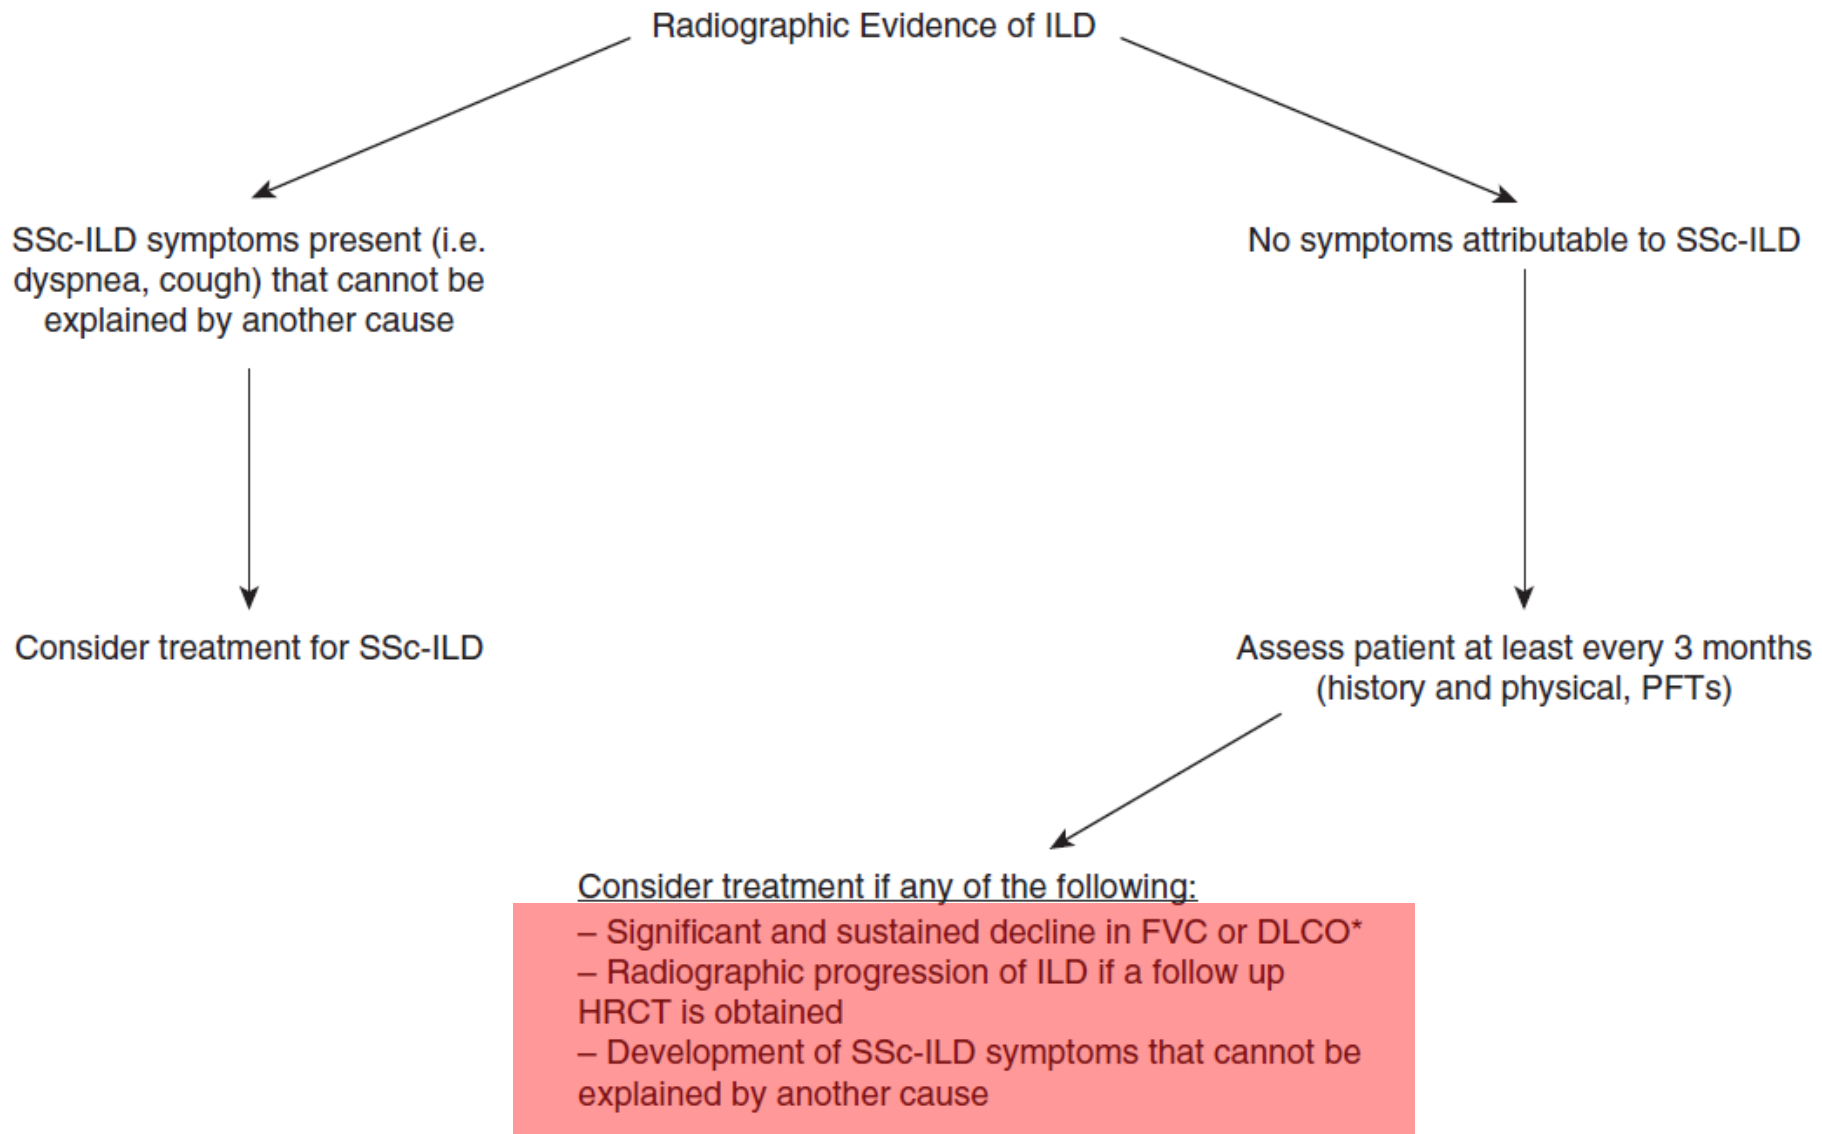 Radiographic Evidence of ILD
SSc-ILD symptoms present (i.e.
dyspnea, cough) that cannot be
explained by another cause
No symptoms attributable to SSc-ILD
Consider treatment for SSc-ILD
Assess patient at least every 3 months
(history and physical, PFTs)
Consider treatment if any of the following:
– Significant and sustained decline in FVC or DLCO*
– Radiographic progression of ILD if a follow up
HRCT is obtained
– Development of SSc-ILD symptoms that cannot be
explained by another cause